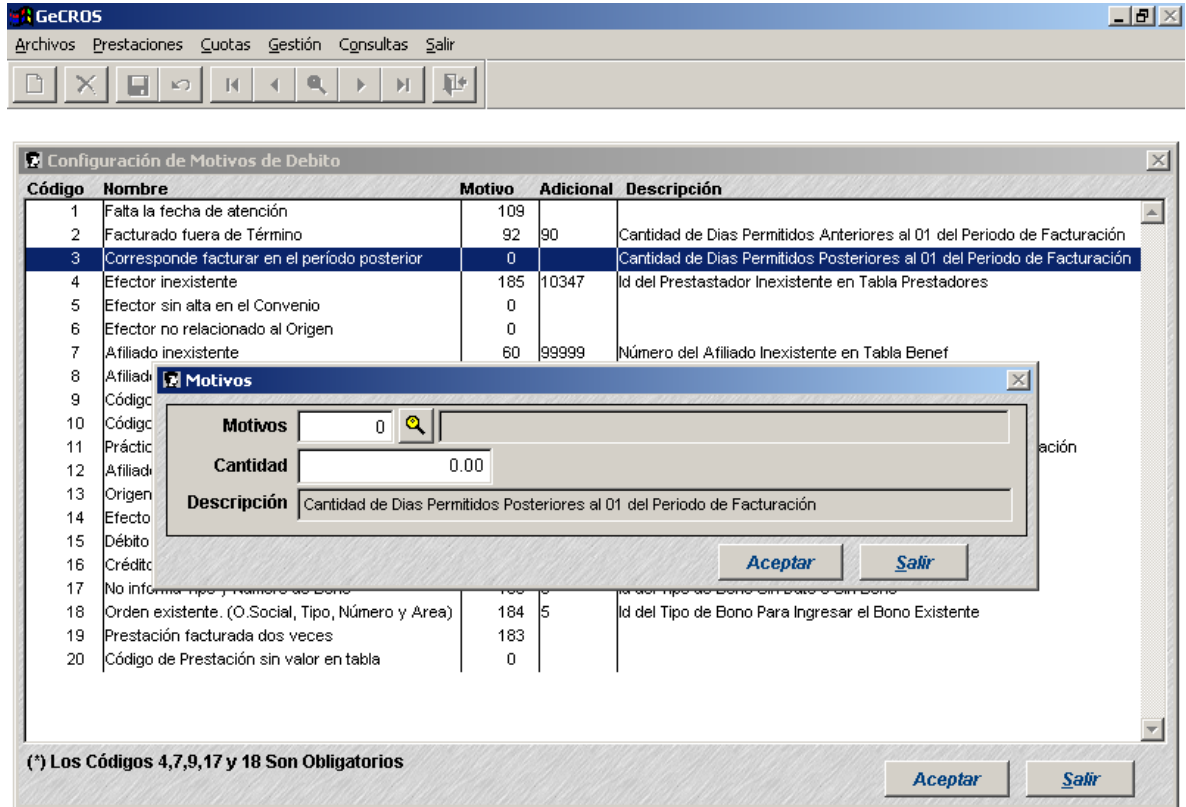 GeCROS
Archivos Prestaciones Cuotas Gestión Consultas Salir
Configuración de Motivos de Debito
Código Nombre Motivo Adicional Descripción
1 Falta la fecha de atención 109
2 Facturado fuera de Término 92 90 Cantidad de Dias Permitidos Anteriores al 01 del Periodo de Facturación
3 Corresponde facturar en el período posterior 0 Cantidad de Dias Permitidos Posteriores al 01 del Periodo de Facturación
4 Efector inexistente 185 10347 Id del Prestastador Inexistente en Tabla Prestadores
5 Efector sin alta en el Convenio 0
6 Efector no relacionado al Origen 0
7 Afiliado inexistente 60 99999 Número del Afiliado Inexistente en Tabla Benef
8
9
10
11 ación
12
13 Origen
14
15 Débito
16
17
18 Orden existente. (O.Social, Tipo, Número y Area) 184 5 Id del Tipo de Bono Para Ingresar el Bono Existente
19 Prestación facturada dos veces 183
20 Código de Prestación sin valor en tabla 0
Motivos
Motivos 0
Cantidad 0.00
Descripción Cantidad de Dias Permitidos Posteriores al 01 del Periodo de Facturación
Aceptar Salir
(*) Los Códigos 4,7,9,17 y 18 Son Obligatorios
Aceptar Salir